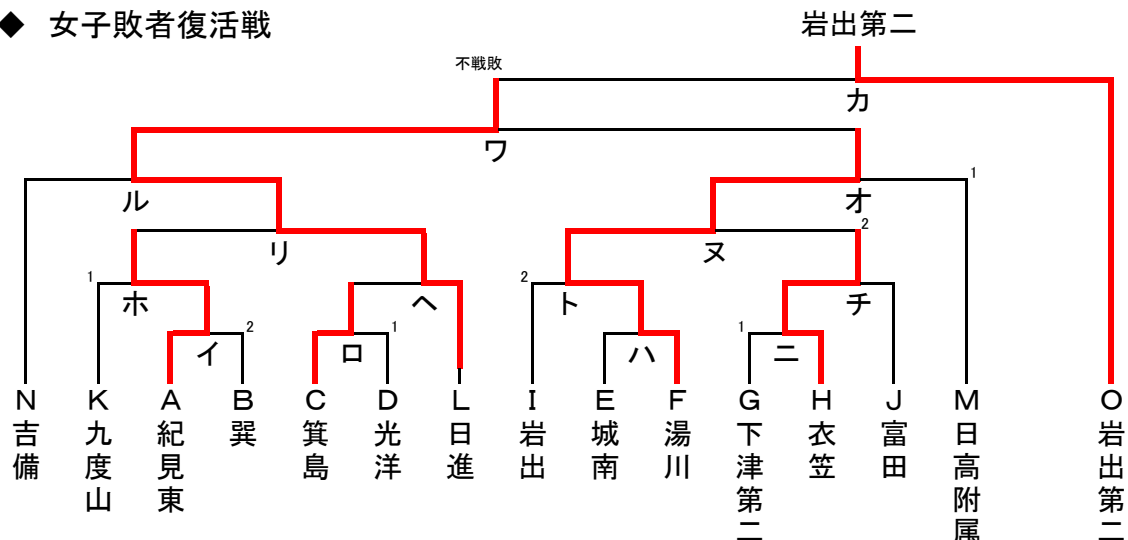 ◆ 女子敗者復活戦
岩出第二
不戦敗
カ
ワ
1
ル
オ
2
リ
ヌ
1
2
ホ
ヘ
ト
チ
2
1
1
イ
ロ
ハ
ニ
N 吉備
K 九度山
A 紀見東
B 巽
C 箕島
D 光洋
L 日進
I 岩出
E 城南
F 湯川
G 下津第二
H 衣笠
J 富田
M 日高附属
O 岩出第二